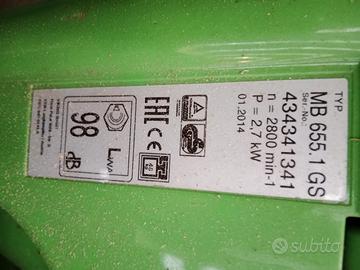 TYP
MB 655.1 GS
Ser.No.:
434341341
n = 2800 min-1
P = 2,7 kW
01.2014
EAC
CE
LWA
98
dB
subito